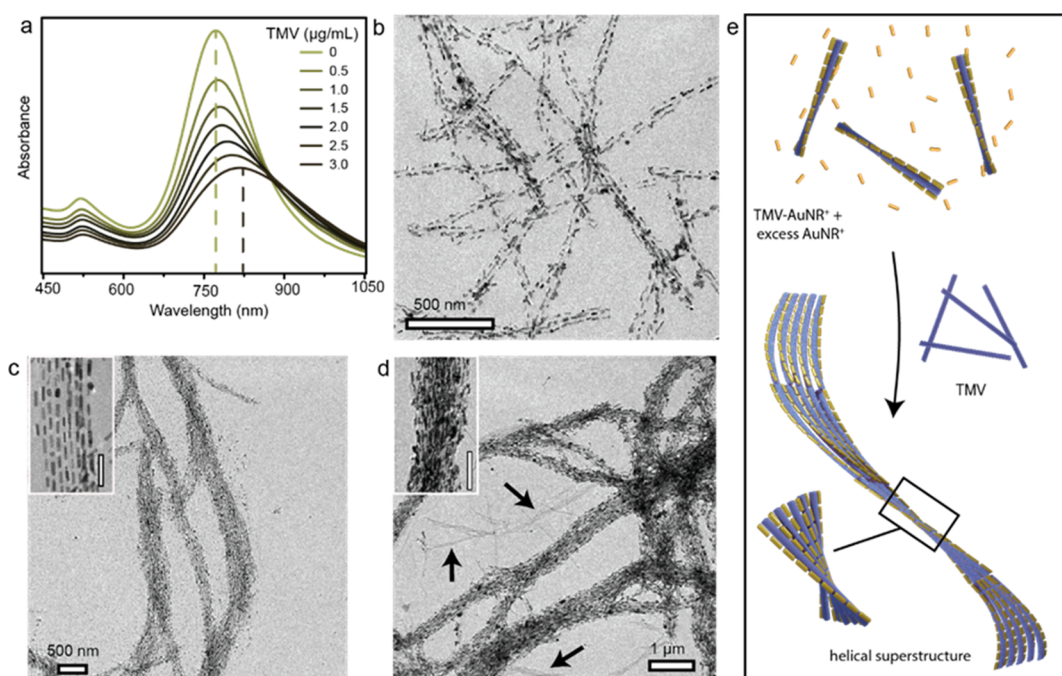 a
TMV (µg/mL)
0
0.5
1.0
1.5
2.0
2.5
3.0
Absorbance
450 600 750 900 1050
Wavelength (nm)
b
500 nm
c
500 nm
d
1 µm
e
TMV-AuNR⁺ +
excess AuNR⁺
TMV
helical superstructure